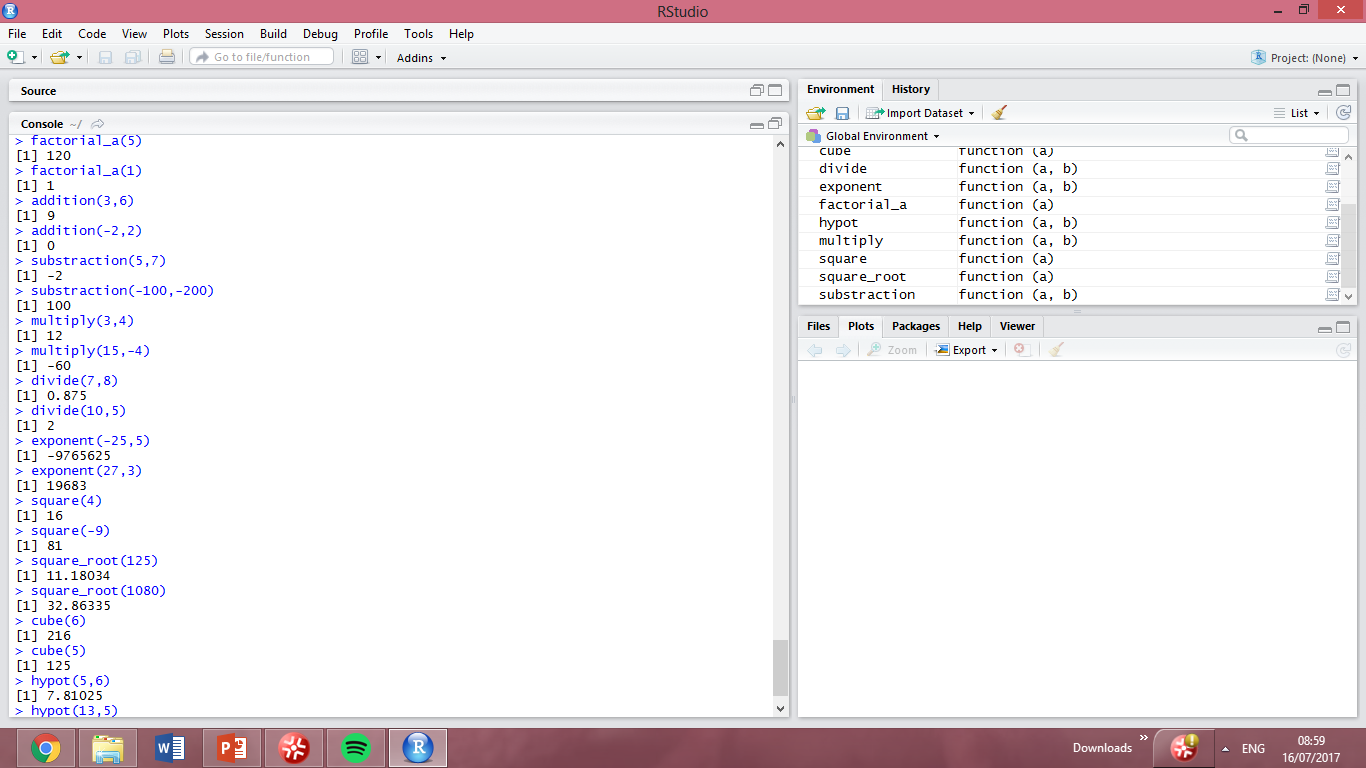 RStudio
File Edit Code View Plots Session Build Debug Profile Tools Help
Go to file/function Addins Project: (None)
Source
Console ~/
> factorial_a(5)
[1] 120
> factorial_a(1)
[1] 1
> addition(3,6)
[1] 9
> addition(-2,2)
[1] 0
> substraction(5,7)
[1] -2
> substraction(-100,-200)
[1] 100
> multiply(3,4)
[1] 12
> multiply(15,-4)
[1] -60
> divide(7,8)
[1] 0.875
> divide(10,5)
[1] 2
> exponent(-25,5)
[1] -9765625
> exponent(27,3)
[1] 19683
> square(4)
[1] 16
> square(-9)
[1] 81
> square_root(125)
[1] 11.18034
> square_root(1080)
[1] 32.86335
> cube(6)
[1] 216
> cube(5)
[1] 125
> hypot(5,6)
[1] 7.81025
> hypot(13,5)
Environment History
Import Dataset List
Global Environment
cube function (a)
divide function (a, b)
exponent function (a, b)
factorial_a function (a)
hypot function (a, b)
multiply function (a, b)
square function (a)
square_root function (a)
substraction function (a, b)
Files Plots Packages Help Viewer
Zoom Export
Downloads ENG 08:59
16/07/2017